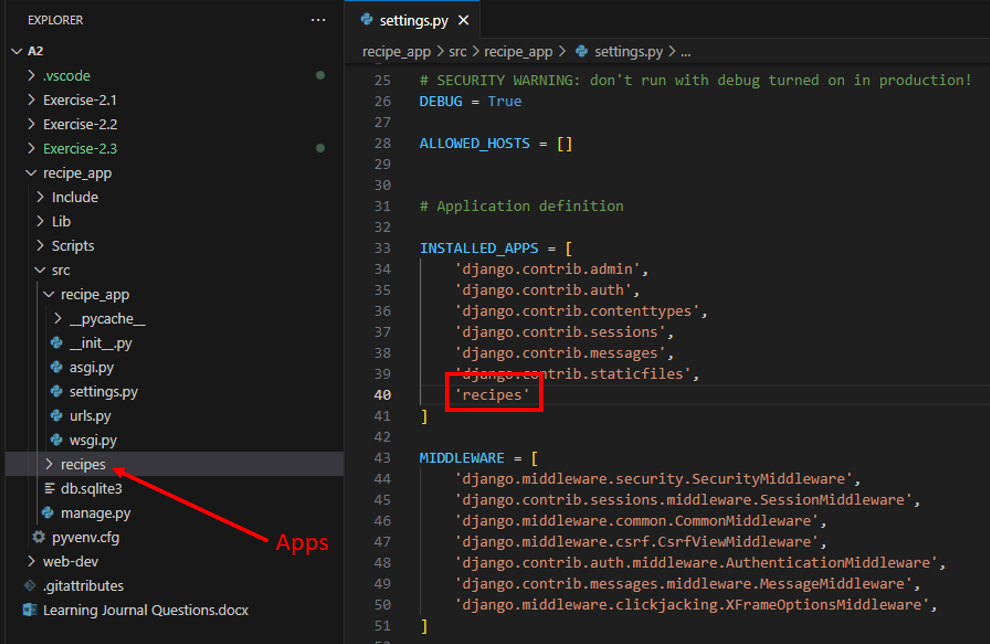 EXPLORER
A2
.vscode
Exercise-2.1
Exercise-2.2
Exercise-2.3
recipe_app
Include
Lib
Scripts
src
recipe_app
__pycache__
__init__.py
asgi.py
settings.py
urls.py
wsgi.py
recipes
db.sqlite3
manage.py
pyvenv.cfg
web-dev
.gitattributes
Learning Journal Questions.docx
Apps
settings.py
recipe_app > src > recipe_app > settings.py > ...
25 # SECURITY WARNING: don't run with debug turned on in production!
26 DEBUG = True
27
28 ALLOWED_HOSTS = []
29
30
31 # Application definition
32
33 INSTALLED_APPS = [
34 'django.contrib.admin',
35 'django.contrib.auth',
36 'django.contrib.contenttypes',
37 'django.contrib.sessions',
38 'django.contrib.messages',
39 'django.contrib.staticfiles',
40 'recipes'
41 ]
42
43 MIDDLEWARE = [
44 'django.middleware.security.SecurityMiddleware',
45 'django.contrib.sessions.middleware.SessionMiddleware',
46 'django.middleware.common.CommonMiddleware',
47 'django.middleware.csrf.CsrfViewMiddleware',
48 'django.contrib.auth.middleware.AuthenticationMiddleware',
49 'django.contrib.messages.middleware.MessageMiddleware',
50 'django.middleware.clickjacking.XFrameOptionsMiddleware',
51 ]